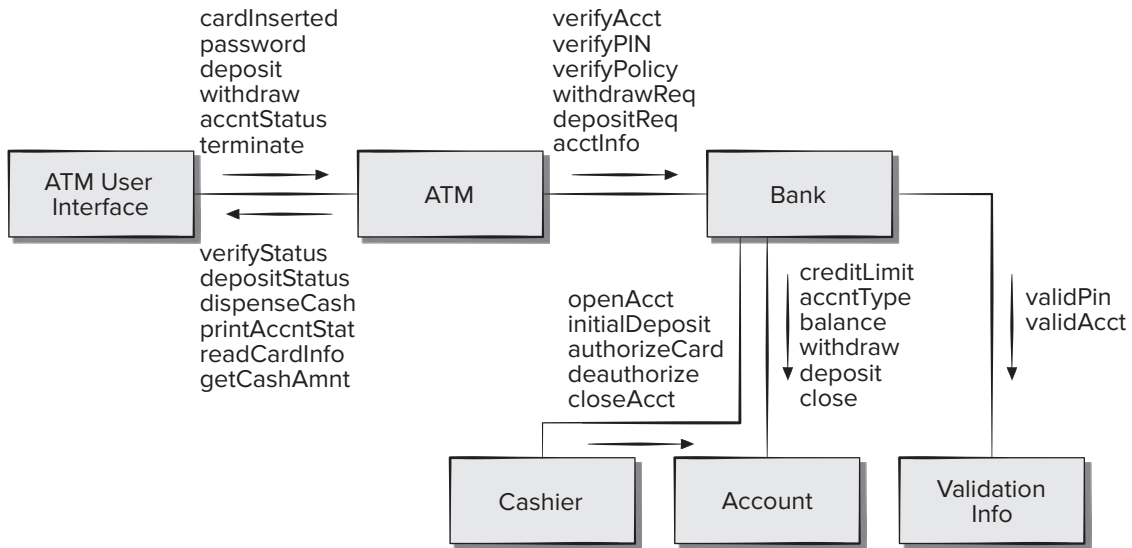 cardInserted
password
deposit
withdraw
accntStatus
terminate
verifyAcct
verifyPIN
verifyPolicy
withdrawReq
depositReq
acctInfo
ATM User
Interface
ATM
Bank
verifyStatus
depositStatus
dispenseCash
printAccntStat
readCardInfo
getCashAmnt
openAcct
initialDeposit
authorizeCard
deauthorize
closeAcct
creditLimit
accntType
balance
withdraw
deposit
close
validPin
validAcct
Cashier
Account
Validation
Info